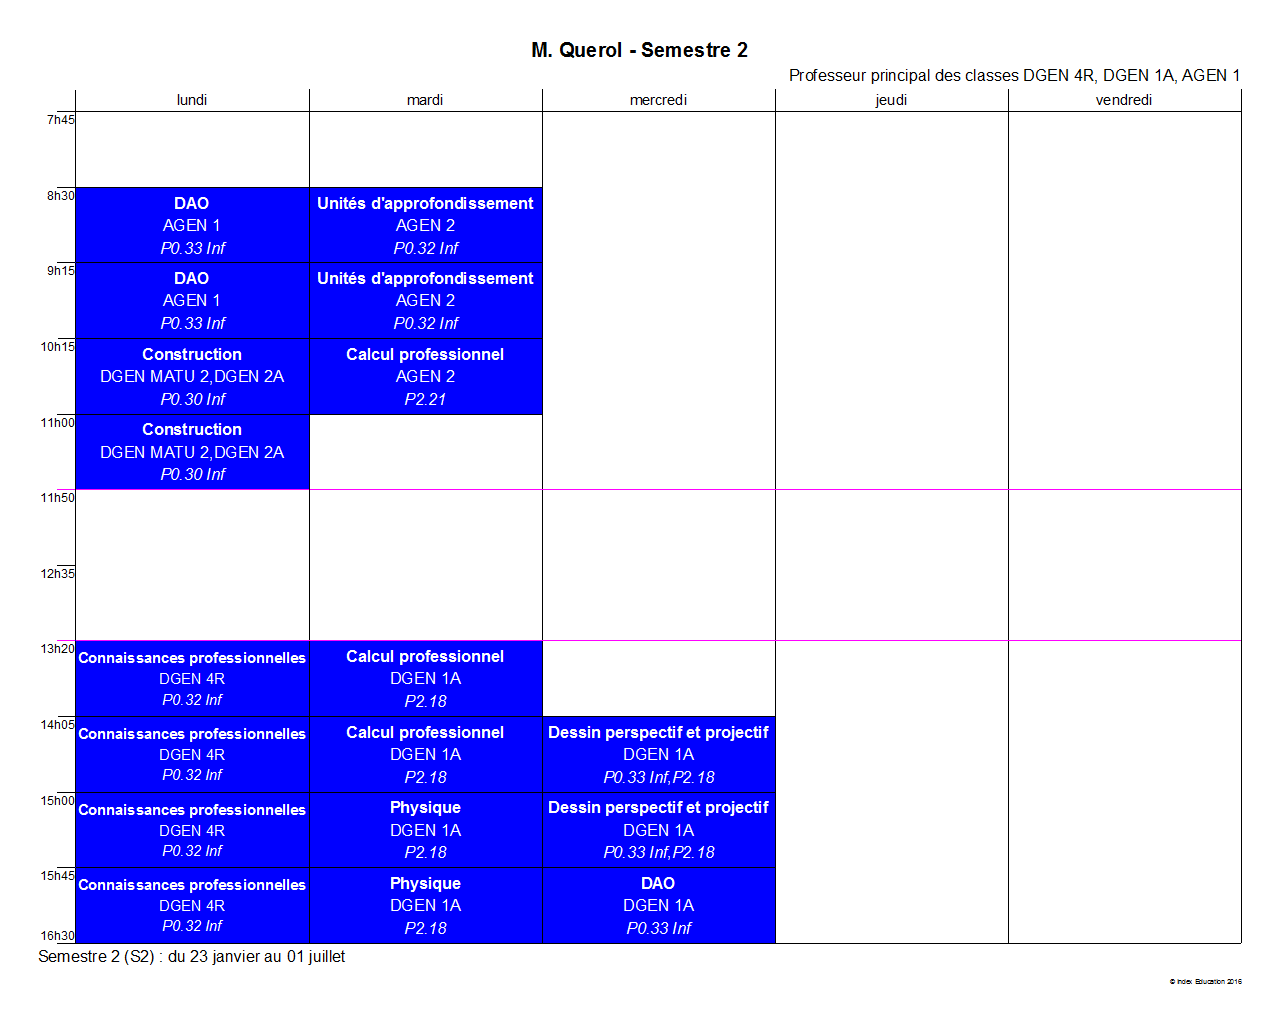 M. Querol - Semestre 2
Professeur principal des classes DGEN 4R, DGEN 1A, AGEN 1
lundi mardi mercredi jeudi vendredi
7h45
8h30
DAO
AGEN 1
P0.33 Inf
Unités d'approfondissement
AGEN 2
P0.32 Inf
9h15
DAO
AGEN 1
P0.33 Inf
Unités d'approfondissement
AGEN 2
P0.32 Inf
10h15
Construction
DGEN MATU 2,DGEN 2A
P0.30 Inf
Calcul professionnel
AGEN 2
P2.21
11h00
Construction
DGEN MATU 2,DGEN 2A
P0.30 Inf
11h50
12h35
13h20
Connaissances professionnelles
DGEN 4R
P0.32 Inf
Calcul professionnel
DGEN 1A
P2.18
14h05
Connaissances professionnelles
DGEN 4R
P0.32 Inf
Calcul professionnel
DGEN 1A
P2.18
Dessin perspectif et projectif
DGEN 1A
P0.33 Inf,P2.18
15h00
Connaissances professionnelles
DGEN 4R
P0.32 Inf
Physique
DGEN 1A
P2.18
Dessin perspectif et projectif
DGEN 1A
P0.33 Inf,P2.18
15h45
Connaissances professionnelles
DGEN 4R
P0.32 Inf
Physique
DGEN 1A
P2.18
DAO
DGEN 1A
P0.33 Inf
16h30
Semestre 2 (S2) : du 23 janvier au 01 juillet
© Index Education 2016